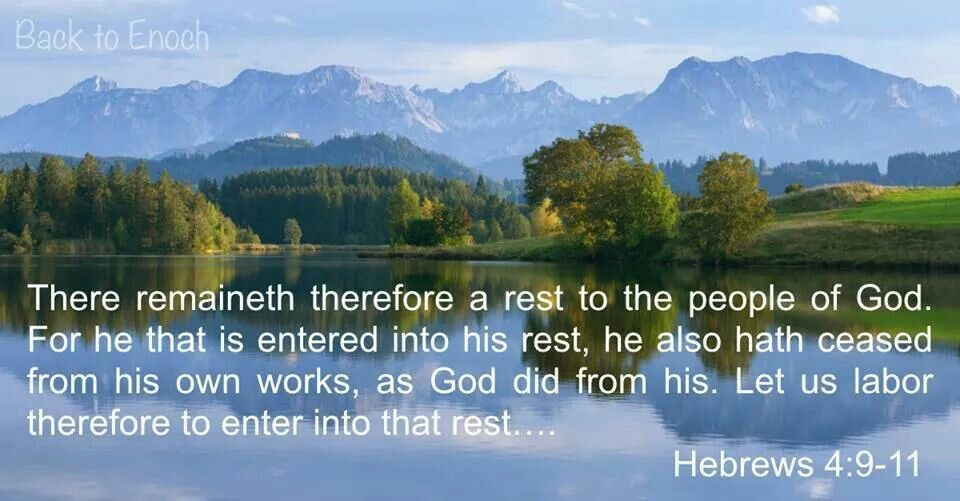 Back to Enoch
There remaineth therefore a rest to the people of God.
For he that is entered into his rest, he also hath ceased
from his own works, as God did from his. Let us labor
therefore to enter into that rest….
Hebrews 4:9-11